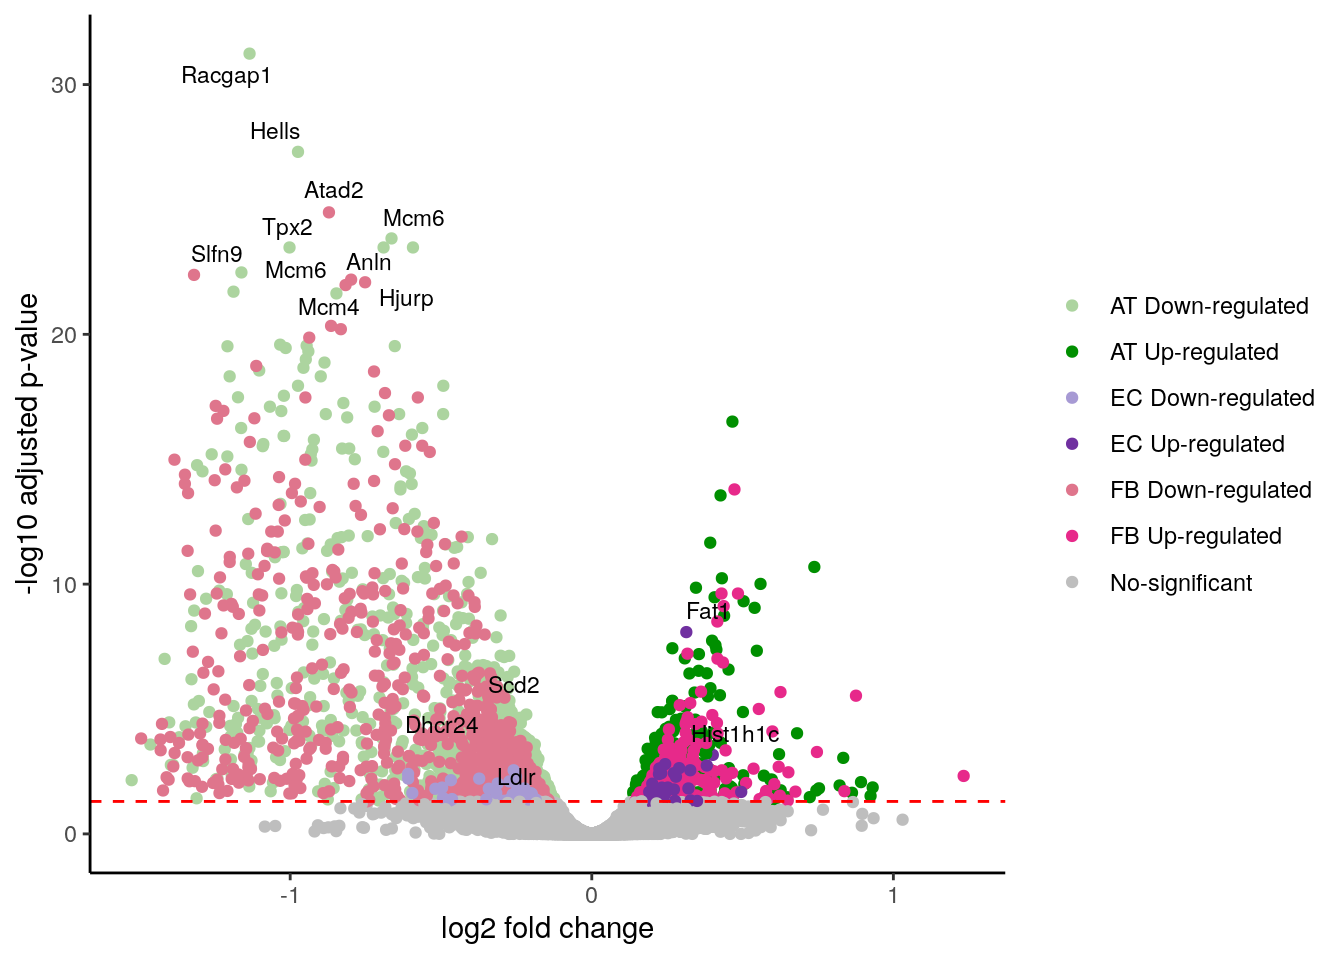 Racgap1
Hells
Atad2
Mcm6
Tpx2
Slfn9
Anln
Mcm6
Hjurp
Mcm4
Fat1
Scd2
Dhcr24
Hist1h1c
Ldlr
30
20
10
0
-log10 adjusted p-value
-1
0
1
log2 fold change
AT Down-regulated
AT Up-regulated
EC Down-regulated
EC Up-regulated
FB Down-regulated
FB Up-regulated
No-significant